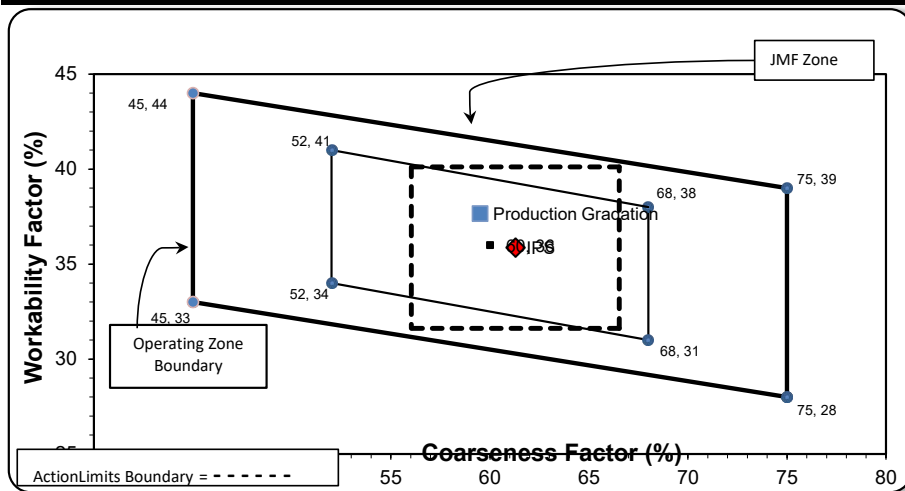 JMF Zone
45
45, 44
52, 41
40
68, 38
75, 39
Production Gracation
IPS
35
Workability Factor (%)
52, 34
45, 33
68, 31
Operating Zone
Boundary
30
75, 28
Coarseness Factor (%)
ActionLimits Boundary =
55
60
65
70
75
80